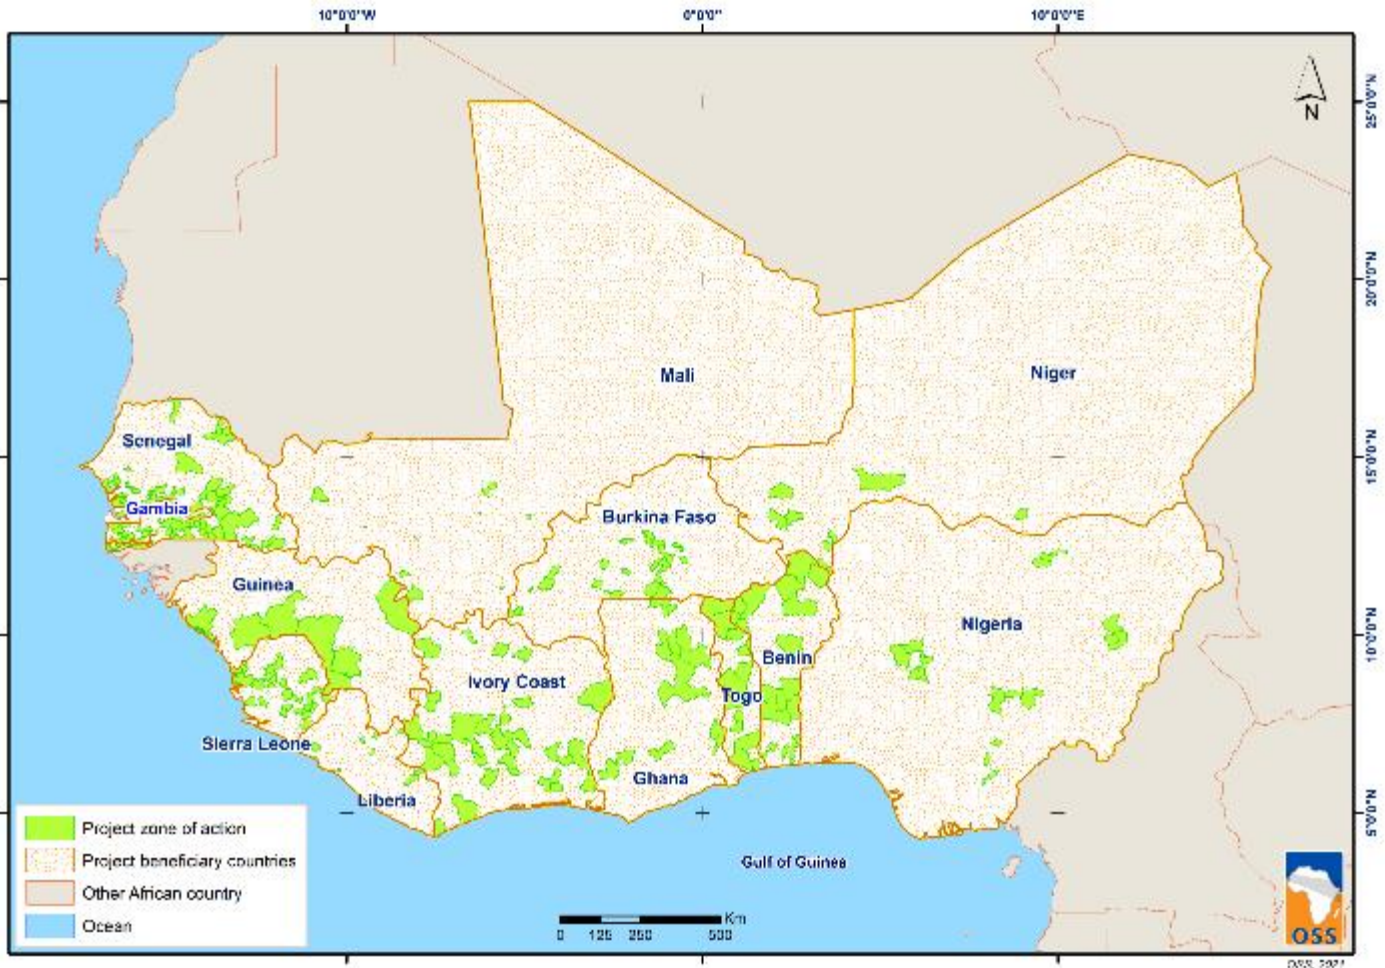 10°0'0"W
0°0'0"
10°0'0"E
25°0'0"N
N
20°0'0"N
Mali
Niger
Senegal
15°0'0"N
Gambia
Burkina Faso
Guinea
Nigeria
10°0'0"N
Benin
Ivory Coast
Togo
Sierra Leone
Ghana
Liberia
5°0'0"N
Project zone of action
Project beneficiary countries
Other African country
Ocean
Gulf of Guinea
Km
0 125 250 500
OSS
OSS, 2021